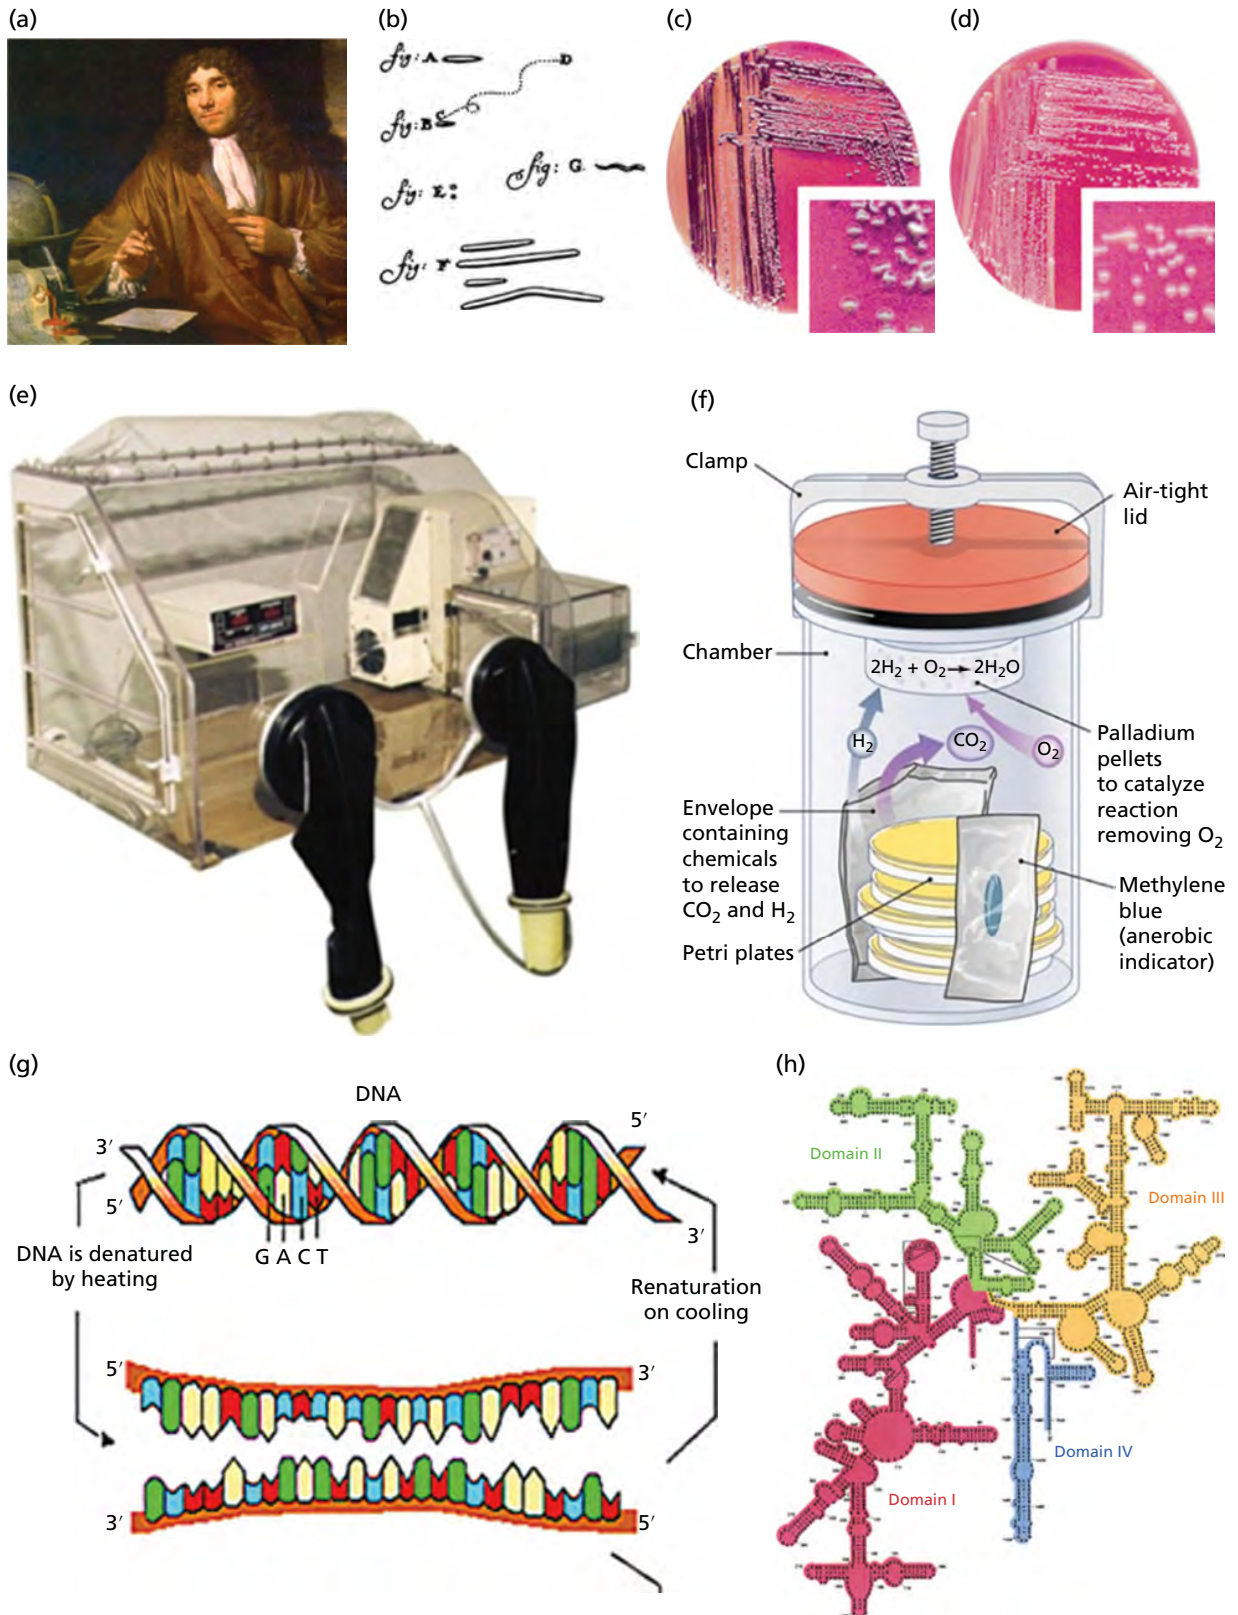 (a)
(b)
(c)
(d)
fig: A
D
fig: B
C
fig: G
fig: E
fig: F
(e)
(f)
Clamp
Air-tight
lid
Chamber
2H₂ + O₂ → 2H₂O
H₂
CO₂
O₂
Palladium
pellets
to catalyze
reaction
removing O₂
Envelope
containing
chemicals
to release
CO₂ and H₂
Methylene
blue
(anerobic
indicator)
Petri plates
(g)
DNA
3′
5′
5′
3′
G A C T
DNA is denatured
by heating
Renaturation
on cooling
5′
3′
3′
5′
(h)
Domain II
Domain III
Domain IV
Domain I